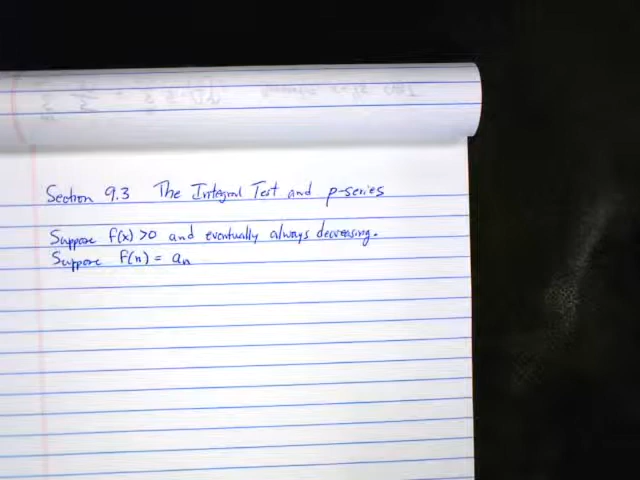 Section 9.3 The Integral Test and p-series
Suppose f(x) >0 and eventually always decreasing.
Suppose f(n) = aₙ